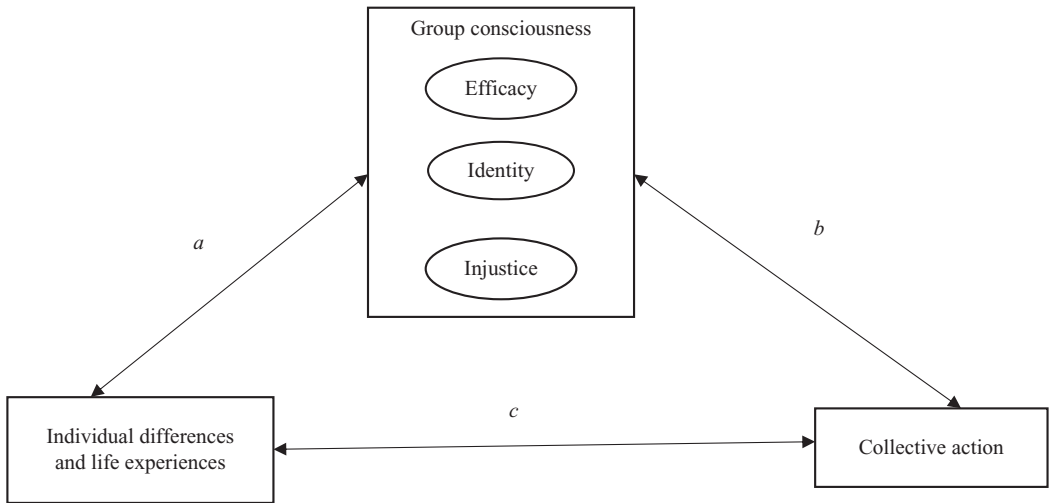 Group consciousness
Efficacy
Identity
Injustice
a
b
c
Individual differences
and life experiences
Collective action